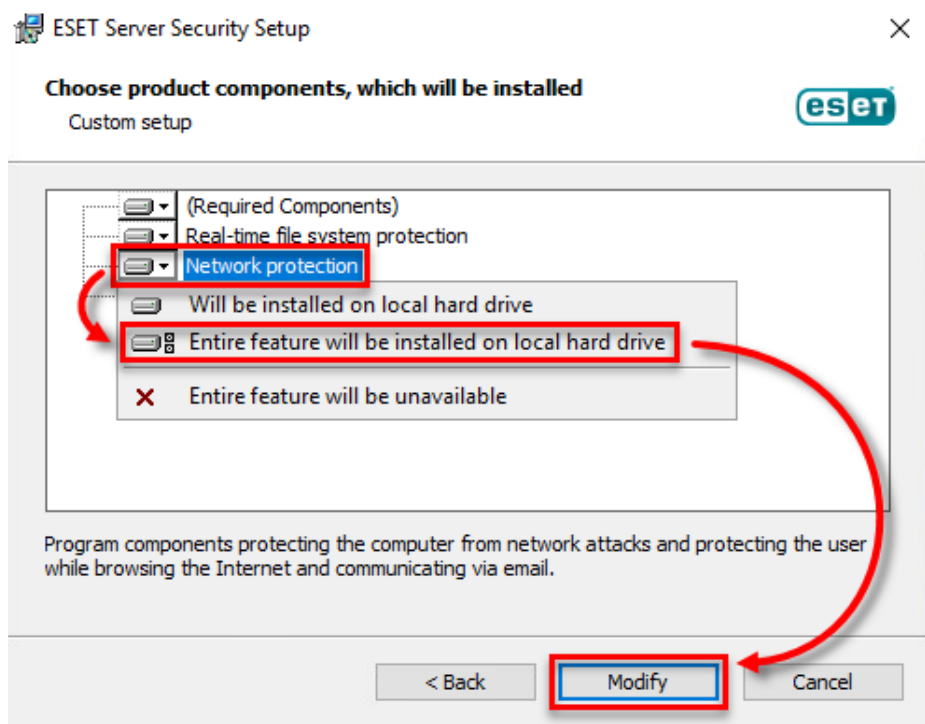 ESET Server Security Setup
Choose product components, which will be installed
Custom setup
eseT
(Required Components)
Real-time file system protection
Network protection
Will be installed on local hard drive
Entire feature will be installed on local hard drive
Entire feature will be unavailable
Program components protecting the computer from network attacks and protecting the user
while browsing the Internet and communicating via email.
< Back
Modify
Cancel